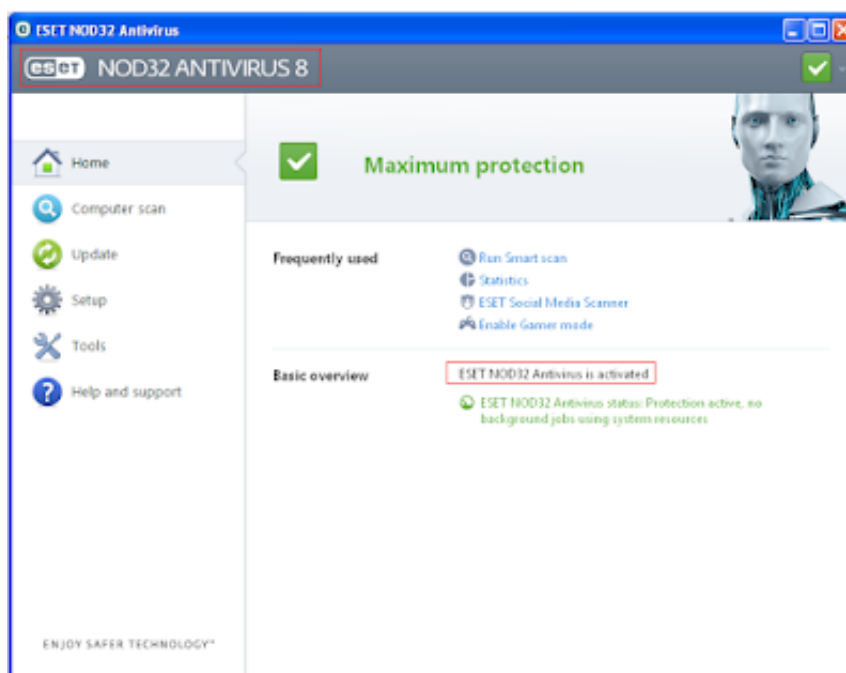 ESET NOD32 Antivirus
eset NOD32 ANTIVIRUS 8
Home
Computer scan
Update
Setup
Tools
Help and support
ENJOY SAFER TECHNOLOGY™
Maximum protection
Frequently used
Run Smart scan
Statistics
ESET Social Media Scanner
Enable Gamer mode
Basic overview
ESET NOD32 Antivirus is activated
ESET NOD32 Antivirus status: Protection active, no
background jobs using system resources